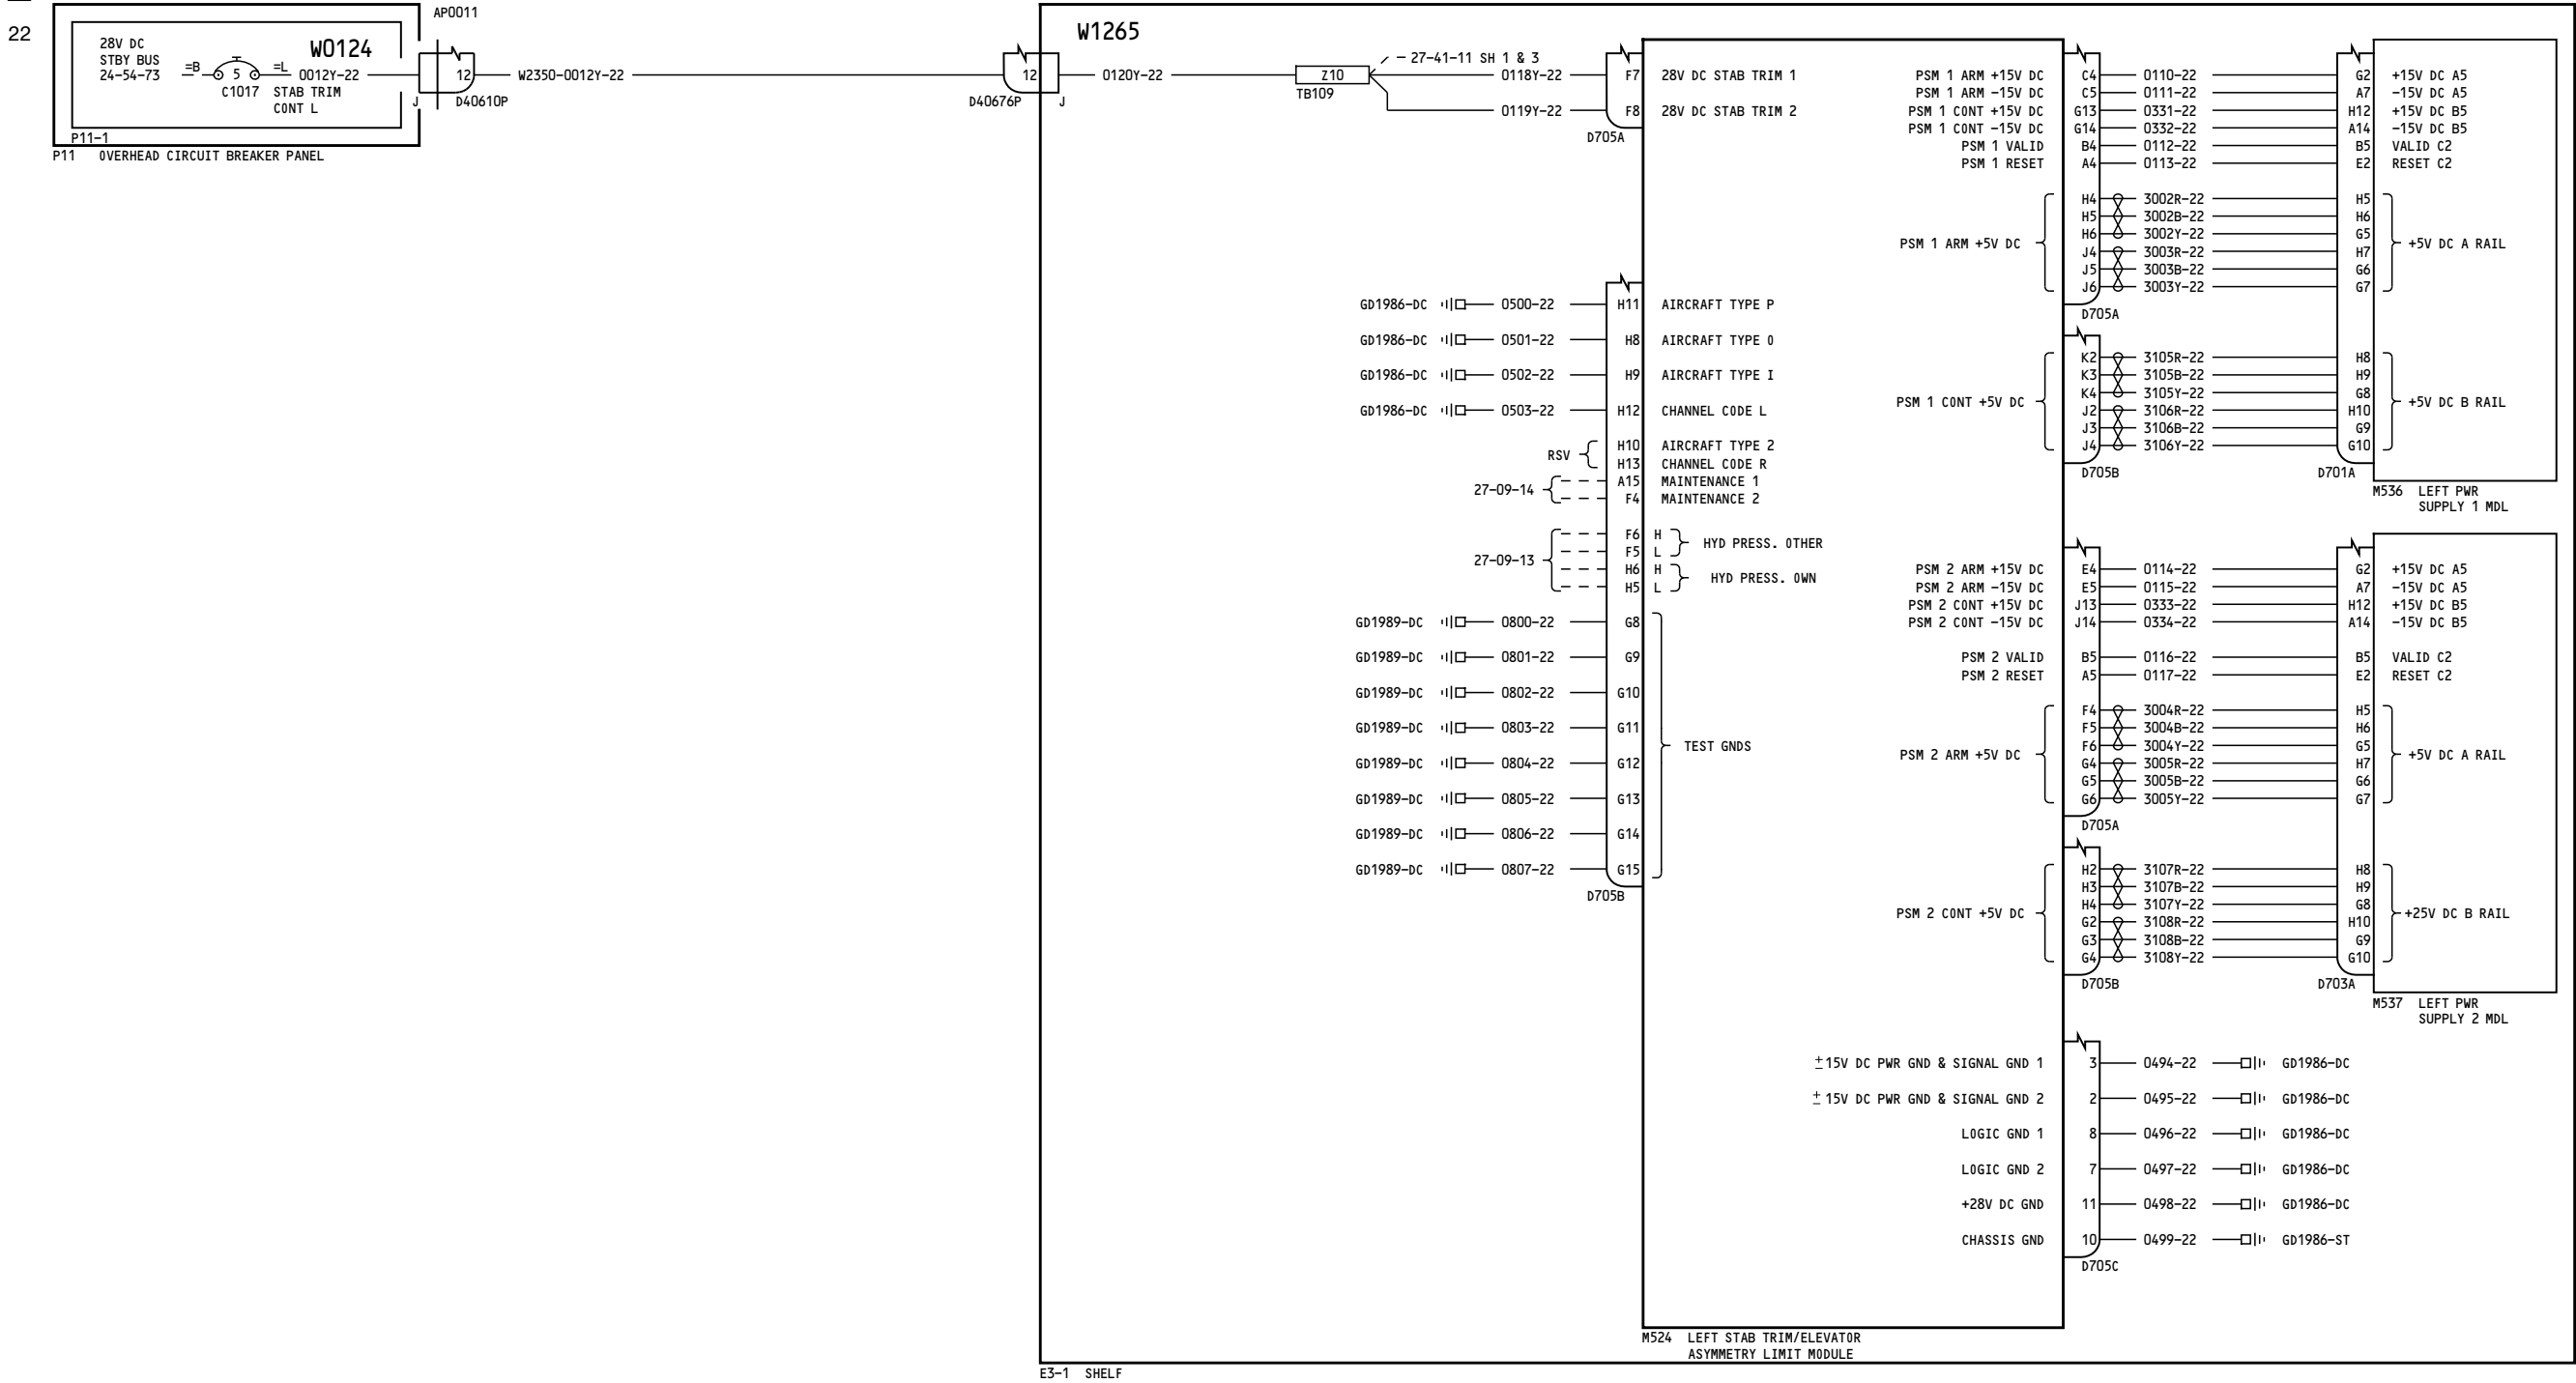 22
AP0011
28V DC
STBY BUS
24-54-73
=B
5
C1017
=L
0012Y-22
STAB TRIM
CONT L
W0124
P11-1
P11 OVERHEAD CIRCUIT BREAKER PANEL
12
J
D40610P
W2350-0012Y-22
12
D40676P
J
W1265
0120Y-22
Z10
TB109
27-41-11 SH 1 & 3
0118Y-22 F7 28V DC STAB TRIM 1
0119Y-22 F8 28V DC STAB TRIM 2
D705A
GD1986-DC 0500-22 H11 AIRCRAFT TYPE P
GD1986-DC 0501-22 H8 AIRCRAFT TYPE 0
GD1986-DC 0502-22 H9 AIRCRAFT TYPE I
GD1986-DC 0503-22 H12 CHANNEL CODE L
RSV
H10 AIRCRAFT TYPE 2
H13 CHANNEL CODE R
27-09-14
A15 MAINTENANCE 1
F4 MAINTENANCE 2
27-09-13
F6 H
F5 L
HYD PRESS. OTHER
H6 H
H5 L
HYD PRESS. OWN
GD1989-DC 0800-22 G8
GD1989-DC 0801-22 G9
GD1989-DC 0802-22 G10
GD1989-DC 0803-22 G11
TEST GNDS
GD1989-DC 0804-22 G12
GD1989-DC 0805-22 G13
GD1989-DC 0806-22 G14
GD1989-DC 0807-22 G15
D705B
PSM 1 ARM +15V DC C4 0110-22 G2 +15V DC A5
PSM 1 ARM -15V DC C5 0111-22 A7 -15V DC A5
PSM 1 CONT +15V DC G13 0331-22 H12 +15V DC B5
PSM 1 CONT -15V DC G14 0332-22 A14 -15V DC B5
PSM 1 VALID B4 0112-22 B5 VALID C2
PSM 1 RESET A4 0113-22 E2 RESET C2
PSM 1 ARM +5V DC
H4 3002R-22 H5
H5 3002B-22 H6
H6 3002Y-22 G5
J4 3003R-22 H7
J5 3003B-22 G6
J6 3003Y-22 G7
+5V DC A RAIL
D705A
PSM 1 CONT +5V DC
K2 3105R-22 H8
K3 3105B-22 H9
K4 3105Y-22 G8
J2 3106R-22 H10
J3 3106B-22 G9
J4 3106Y-22 G10
+5V DC B RAIL
D705B
D701A
M536 LEFT PWR
SUPPLY 1 MDL
PSM 2 ARM +15V DC E4 0114-22 G2 +15V DC A5
PSM 2 ARM -15V DC E5 0115-22 A7 -15V DC A5
PSM 2 CONT +15V DC J13 0333-22 H12 +15V DC B5
PSM 2 CONT -15V DC J14 0334-22 A14 -15V DC B5
PSM 2 VALID B5 0116-22 B5 VALID C2
PSM 2 RESET A5 0117-22 E2 RESET C2
PSM 2 ARM +5V DC
F4 3004R-22 H5
F5 3004B-22 H6
F6 3004Y-22 G5
G4 3005R-22 H7
G5 3005B-22 G6
G6 3005Y-22 G7
+5V DC A RAIL
D705A
PSM 2 CONT +5V DC
H2 3107R-22 H8
H3 3107B-22 H9
H4 3107Y-22 G8
G2 3108R-22 H10
G3 3108B-22 G9
G4 3108Y-22 G10
+25V DC B RAIL
D705B
D703A
M537 LEFT PWR
SUPPLY 2 MDL
±15V DC PWR GND & SIGNAL GND 1 3 0494-22 GD1986-DC
±15V DC PWR GND & SIGNAL GND 2 2 0495-22 GD1986-DC
LOGIC GND 1 8 0496-22 GD1986-DC
LOGIC GND 2 7 0497-22 GD1986-DC
+28V DC GND 11 0498-22 GD1986-DC
CHASSIS GND 10 0499-22 GD1986-ST
D705C
M524 LEFT STAB TRIM/ELEVATOR
ASYMMETRY LIMIT MODULE
E3-1 SHELF